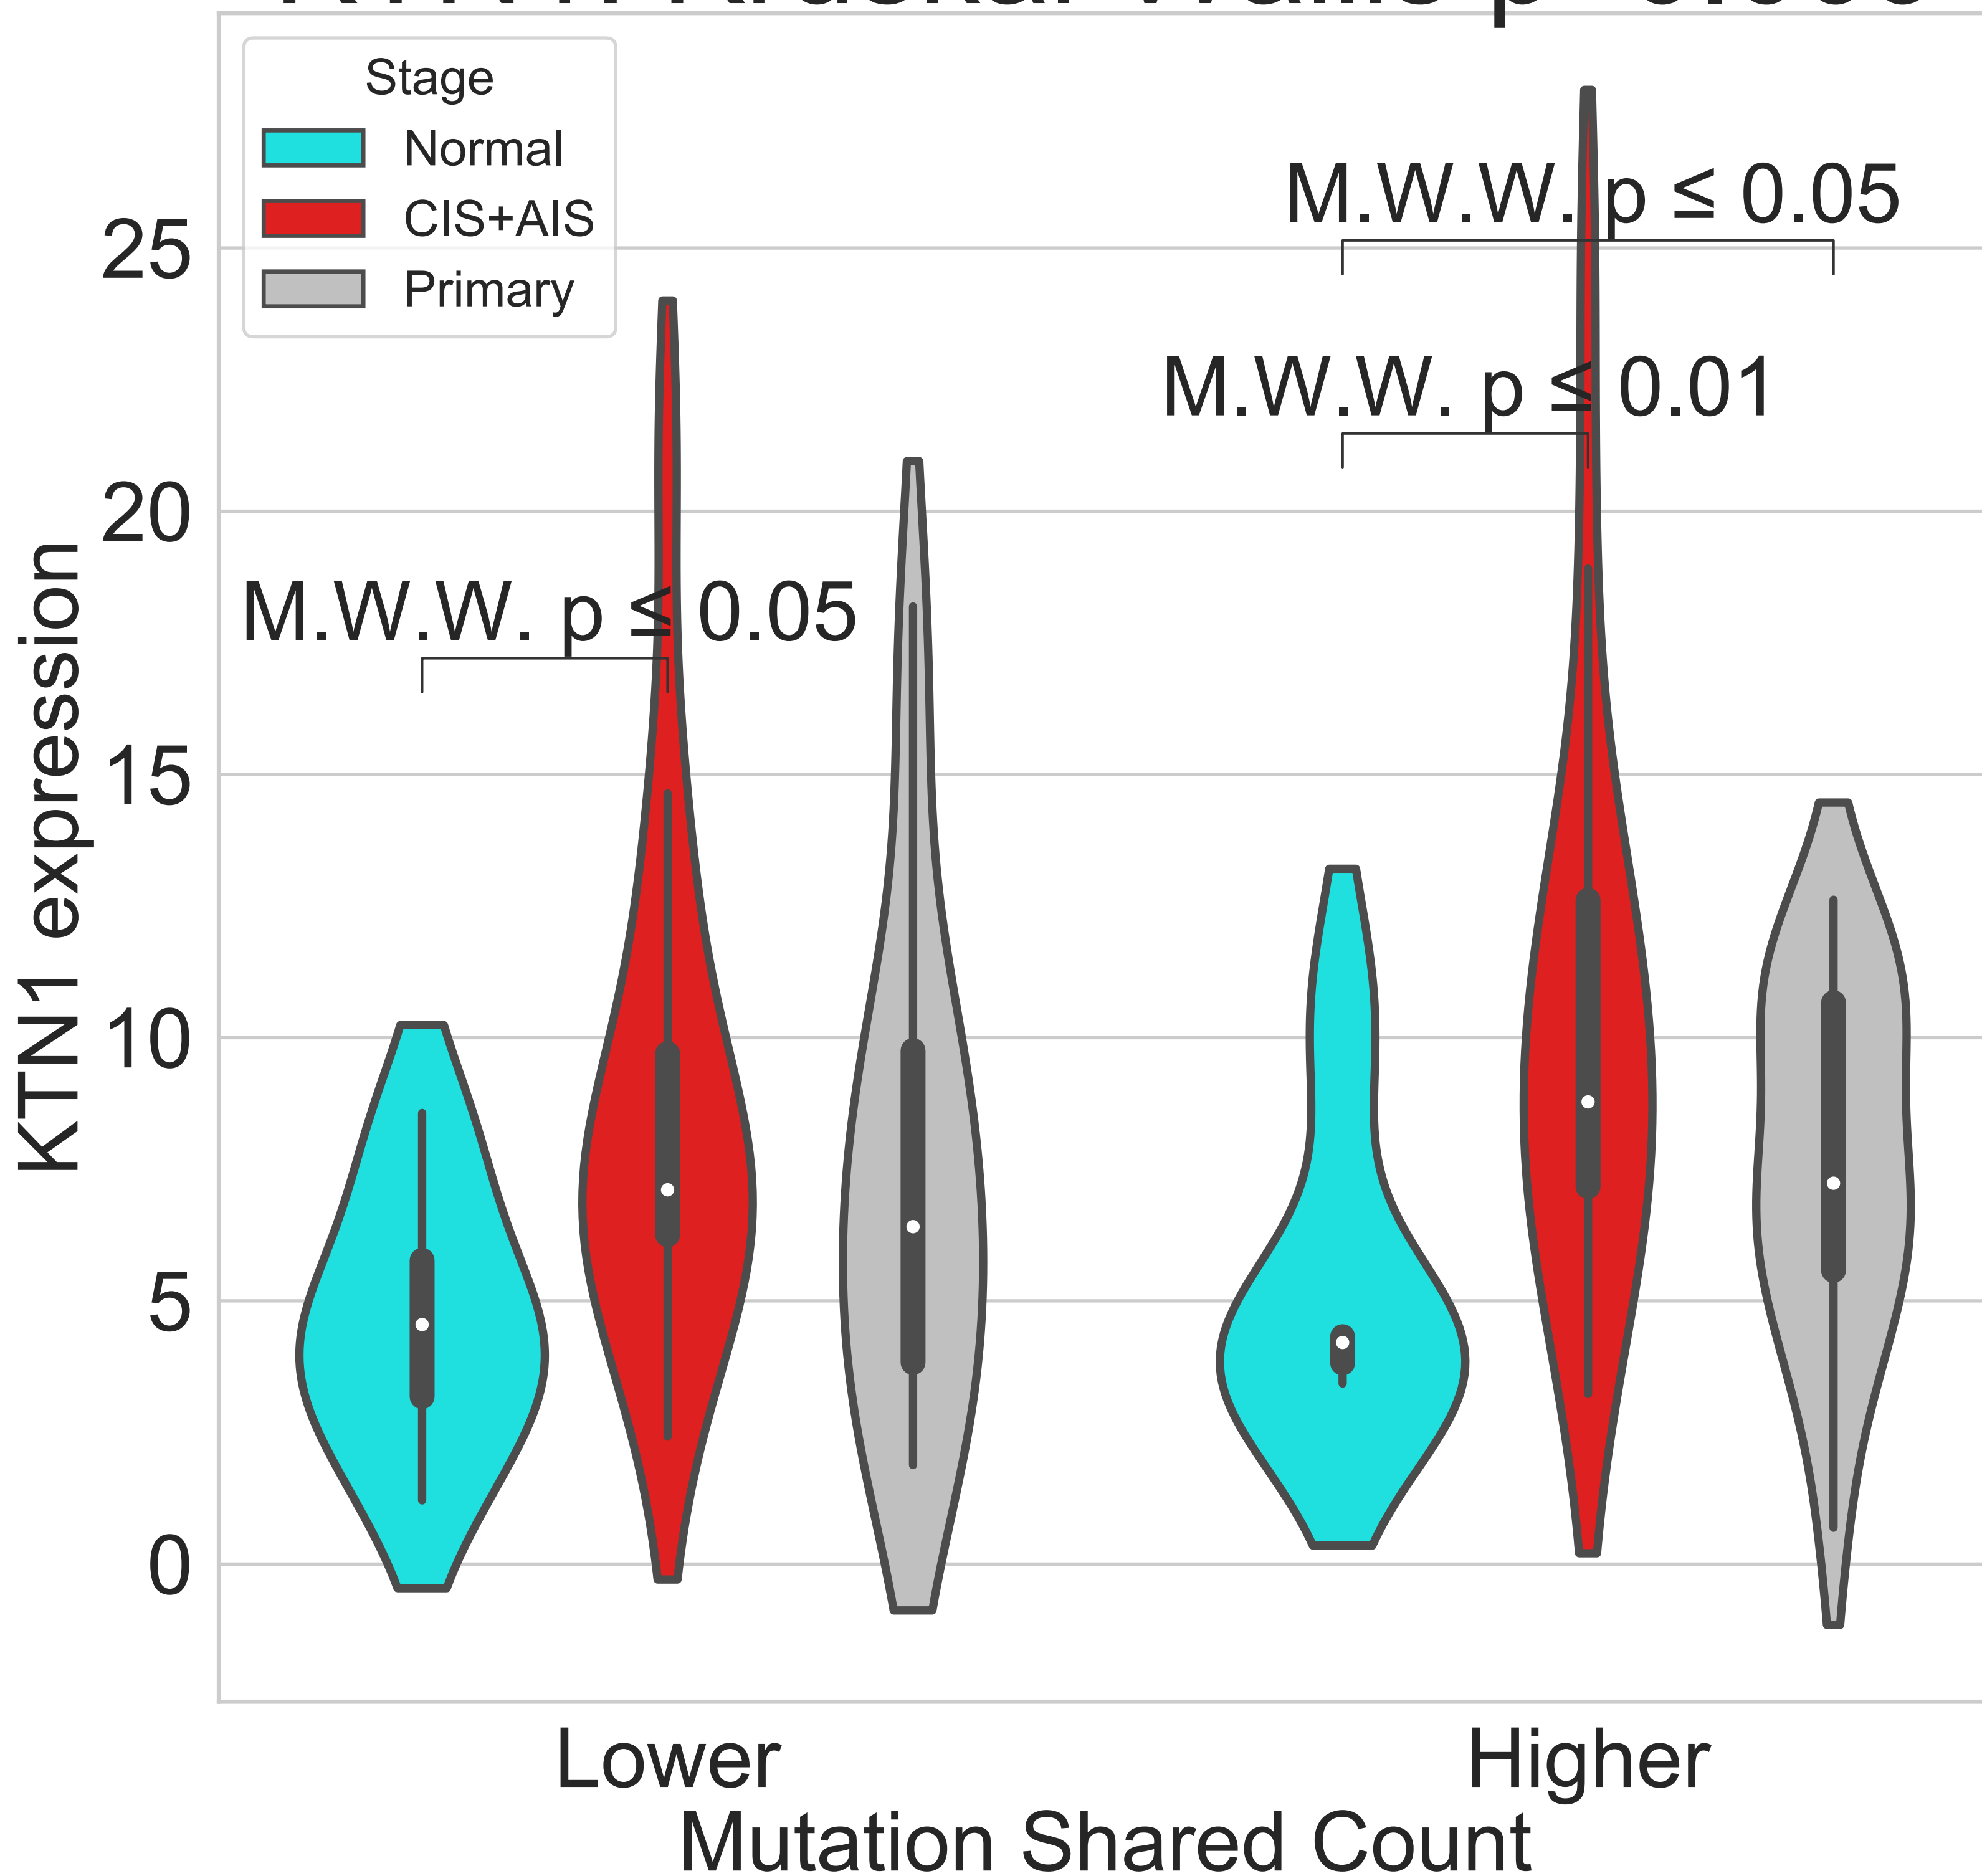 Stage
Normal
CIS+AIS
Primary
M.W.W. p ≤ 0.05
M.W.W. p ≤ 0.01
M.W.W. p ≤ 0.05
25
20
15
10
5
0
KTN1 expression
Lower
Higher
Mutation Shared Count